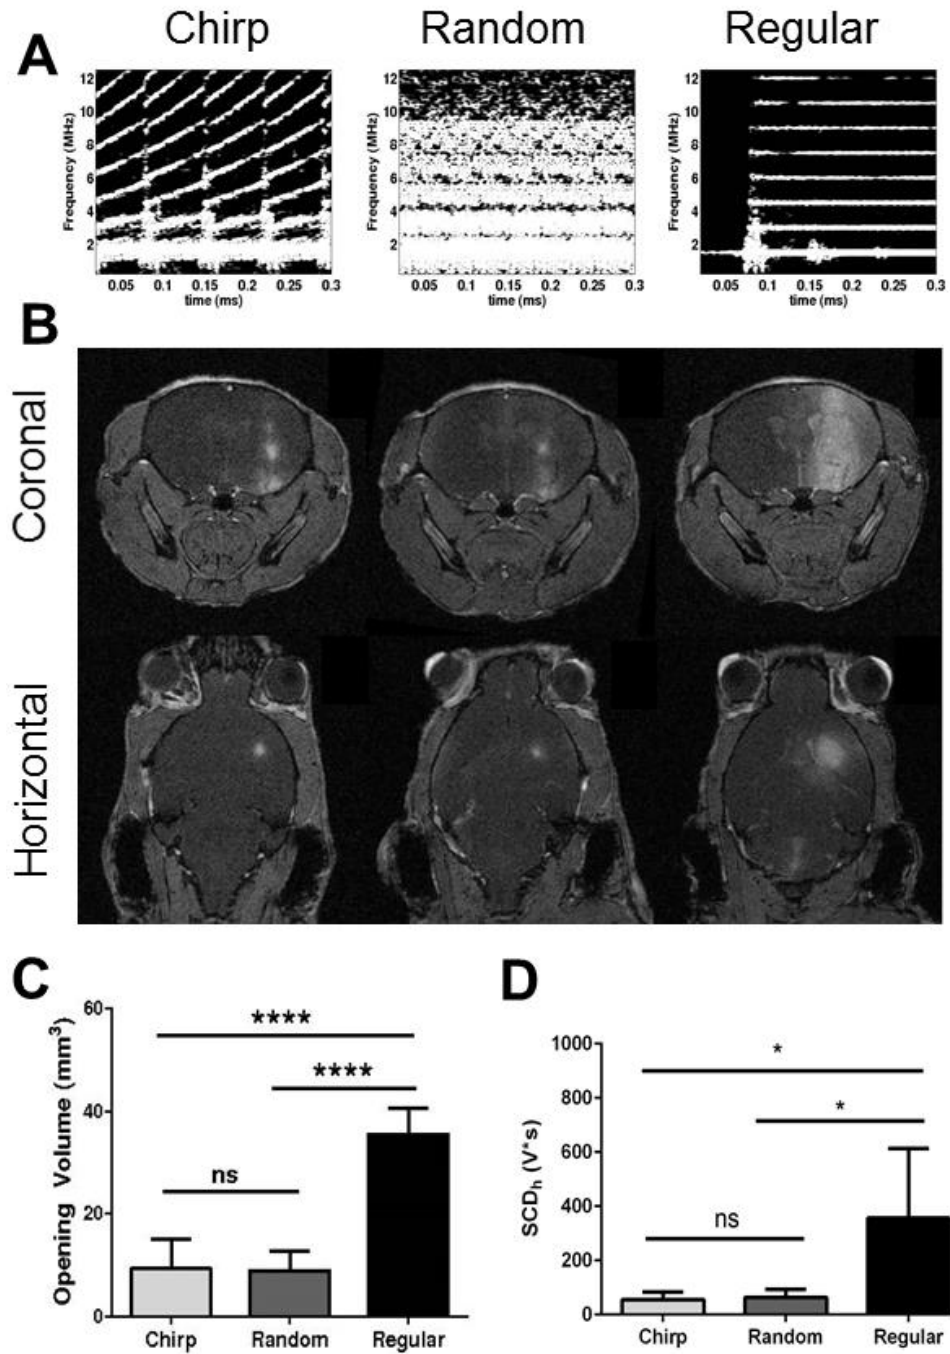 Chirp Random Regular
A
Frequency (MHz)
12
10
8
6
4
2
0.05 0.1 0.15 0.2 0.25 0.3
time (ms)
Frequency (MHz)
12
10
8
6
4
2
0.05 0.1 0.15 0.2 0.25 0.3
time (ms)
Frequency (MHz)
12
10
8
6
4
2
0.05 0.1 0.15 0.2 0.25 0.3
time (ms)
B
Coronal
Horizontal
C
Opening Volume (mm³)
60
40
20
0
****
****
ns
Chirp Random Regular
D
SCDₕ (V*s)
1000
800
600
400
200
0
*
*
ns
Chirp Random Regular